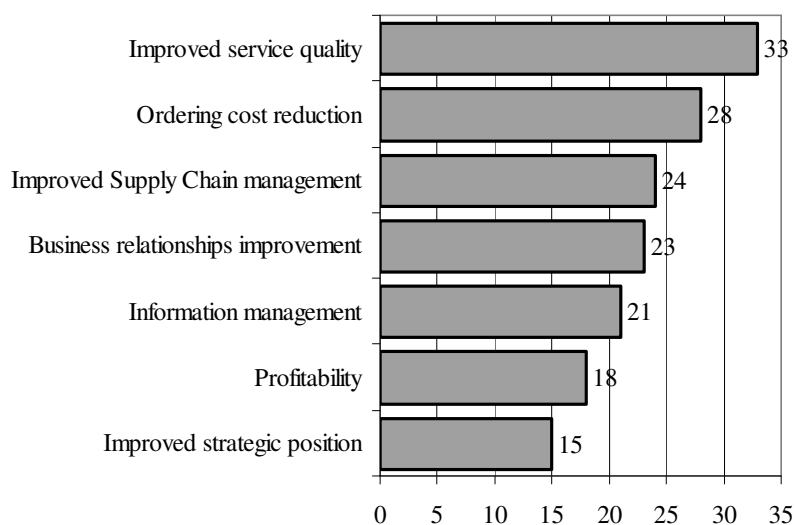 Improved service quality 33
Ordering cost reduction 28
Improved Supply Chain management 24
Business relationships improvement 23
Information management 21
Profitability 18
Improved strategic position 15
0 5 10 15 20 25 30 35